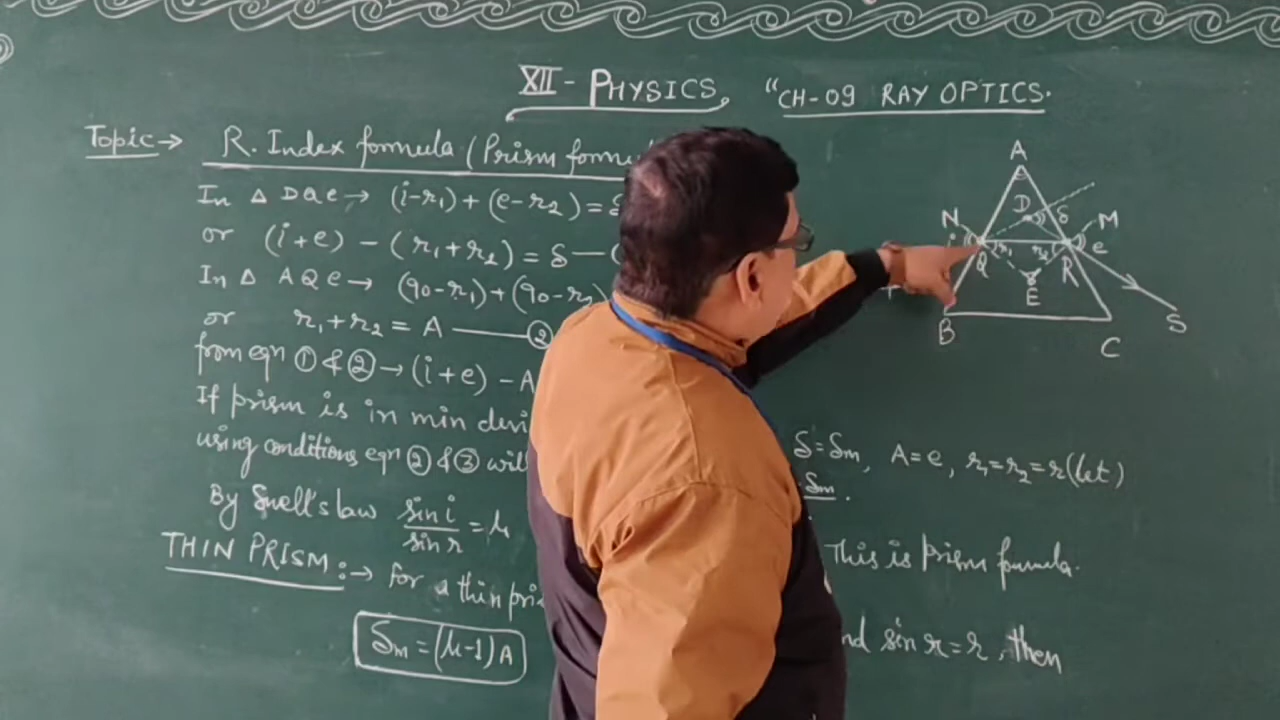 XII - PHYSICS, "CH-09 RAY OPTICS.
Topic→ R. Index formula (Prism formu
In △ DQe→ (i-r₁)+(e-r₂)=δ
or (i+e) - (r₁+r₂) = δ—
In △ AQe→ (90-r₁)+(90-r₂)
or r₁+r₂ = A —— ②
from eqn ① & ② → (i+e) - A
If prism is in min devi
δ=δm, A=e, r₁=r₂=r(let)
using conditions eqn ② & ③ will
δm.
By Snell's law sin i / sin r = μ
This is prism formula.
THIN PRISM:→ for a thin pri
nd sin r=r, then
δm = (μ-1)A
A
D δ
N M
i r₁ r₂ e
Q R
E
B C S